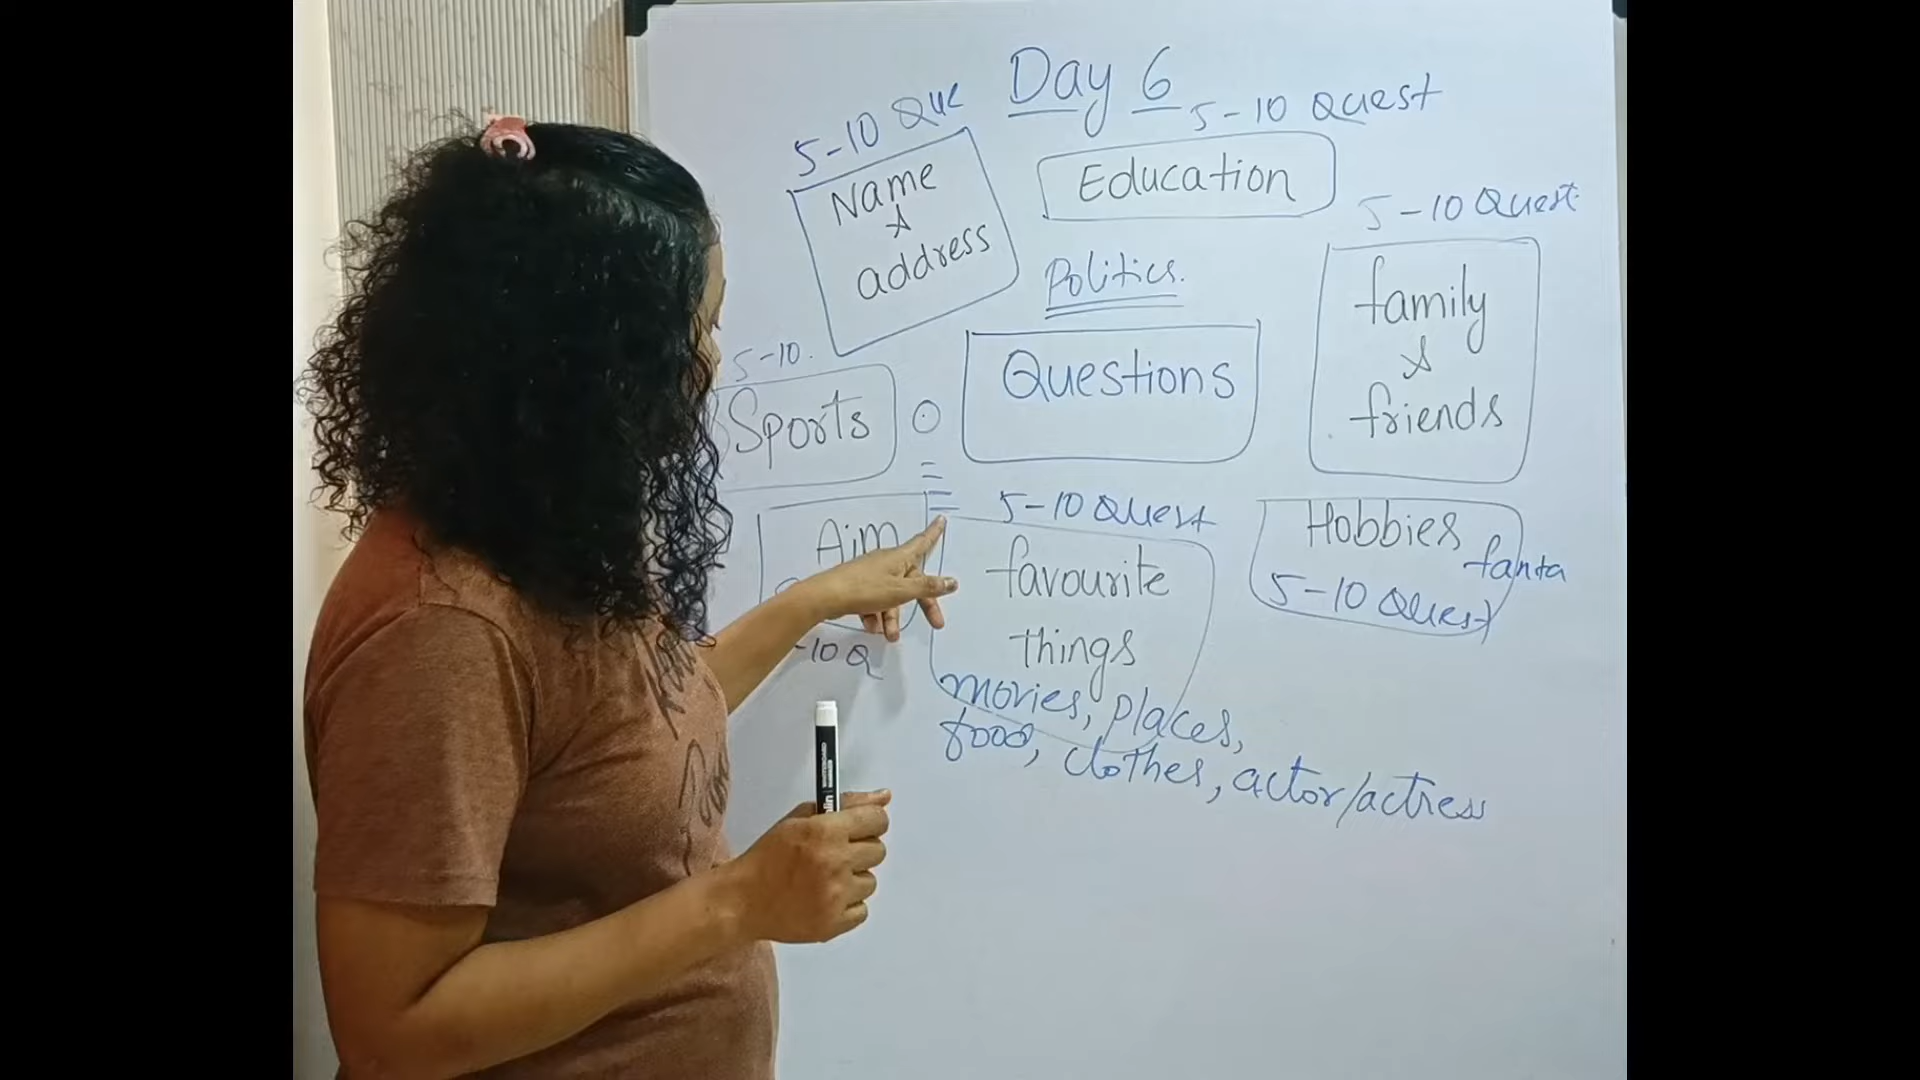 Day 6
5-10 Que
5-10 Quest
Name
&
address
Education
5-10 Quest
Politics.
family
&
friends
5-10.
Sports
Questions
Aim
5-10 Quest
favourite
things
Hobbies
fanta
5-10 Quest
-10 Q
movies, places,
food, clothes, actor/actress